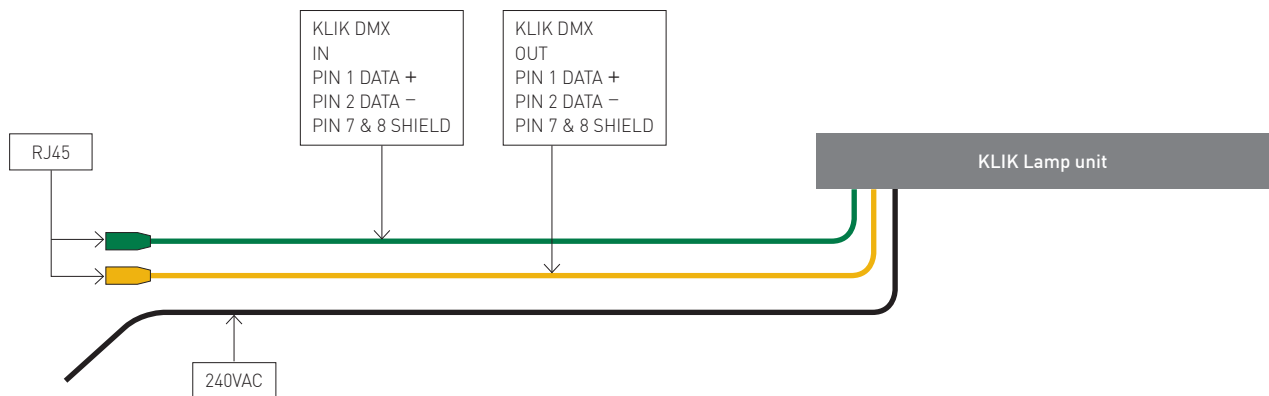 KLIK DMX
IN
PIN 1 DATA +
PIN 2 DATA −
PIN 7 & 8 SHIELD
KLIK DMX
OUT
PIN 1 DATA +
PIN 2 DATA −
PIN 7 & 8 SHIELD
RJ45
KLIK Lamp unit
240VAC